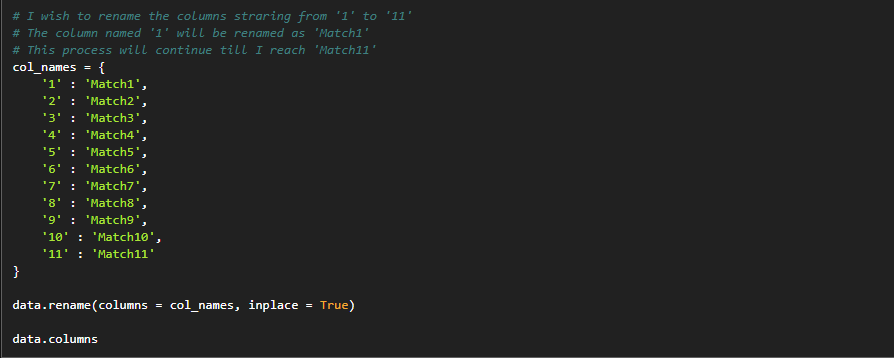 # I wish to rename the columns straring from '1' to '11'
# The column named '1' will be renamed as 'Match1'
# This process will continue till I reach 'Match11'
col_names = {
    '1' : 'Match1',
    '2' : 'Match2',
    '3' : 'Match3',
    '4' : 'Match4',
    '5' : 'Match5',
    '6' : 'Match6',
    '7' : 'Match7',
    '8' : 'Match8',
    '9' : 'Match9',
    '10' : 'Match10',
    '11' : 'Match11'
}
data.rename(columns = col_names, inplace = True)
data.columns